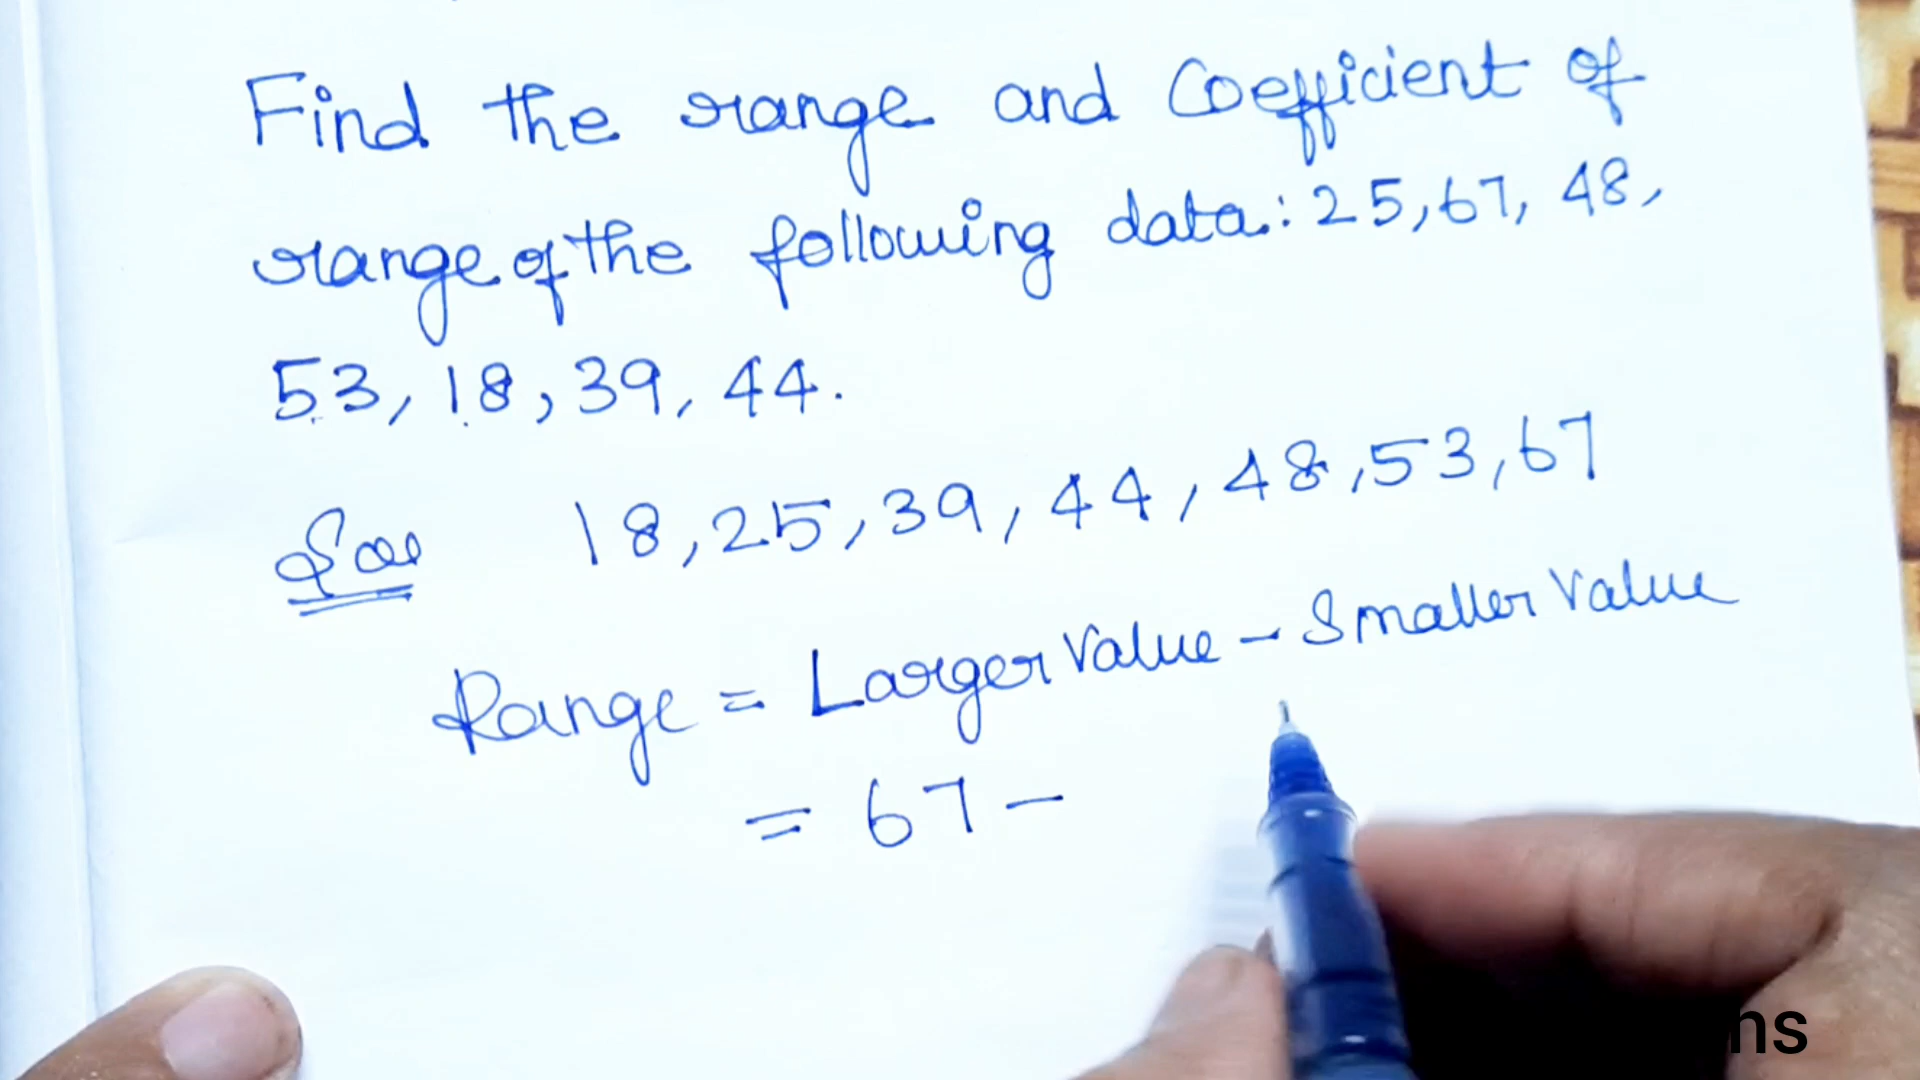 Find the range and Coefficient of
range of the following data: 25, 67, 48,
53, 18, 39, 44.
Sol 18, 25, 39, 44, 48, 53, 67
Range = Larger Value - Smaller Value
= 67 -
ns